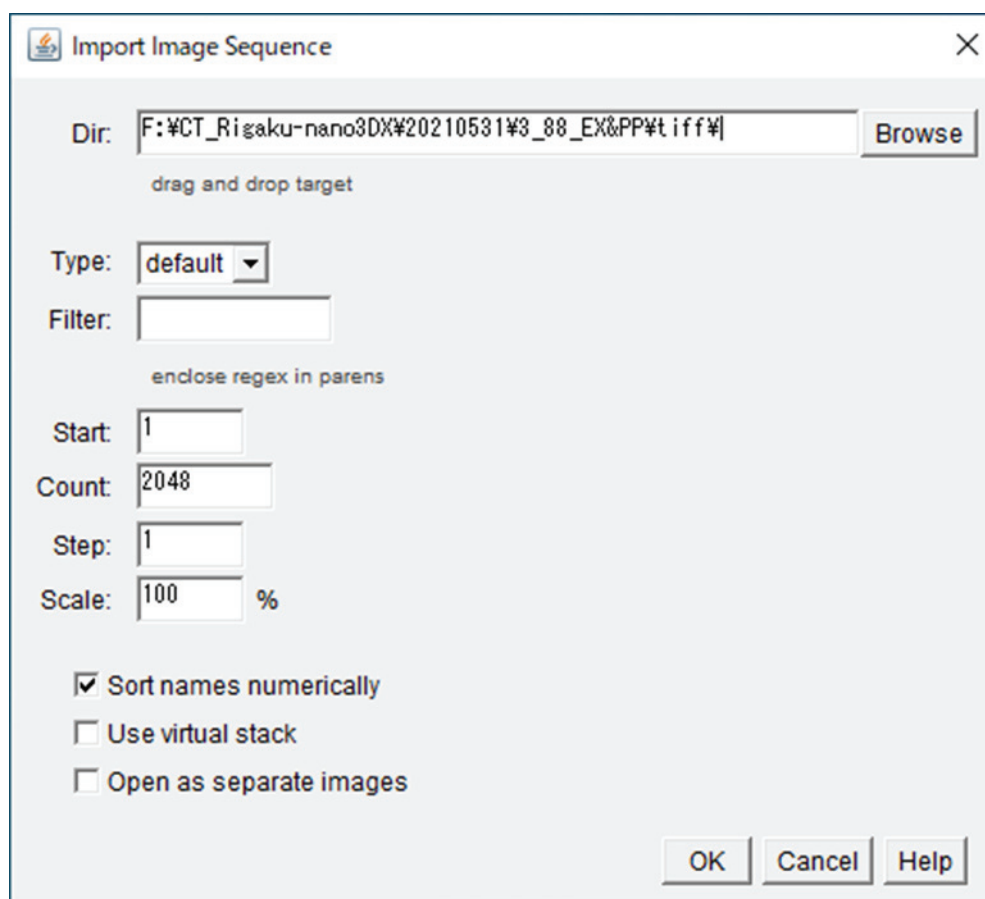 Import Image Sequence
Dir: F:¥CT_Rigaku-nano3DX¥20210531¥3_88_EX&PP¥tiff¥ Browse
drag and drop target
Type: default
Filter:
enclose regex in parens
Start: 1
Count: 2048
Step: 1
Scale: 100 %
Sort names numerically
Use virtual stack
Open as separate images
OK Cancel Help